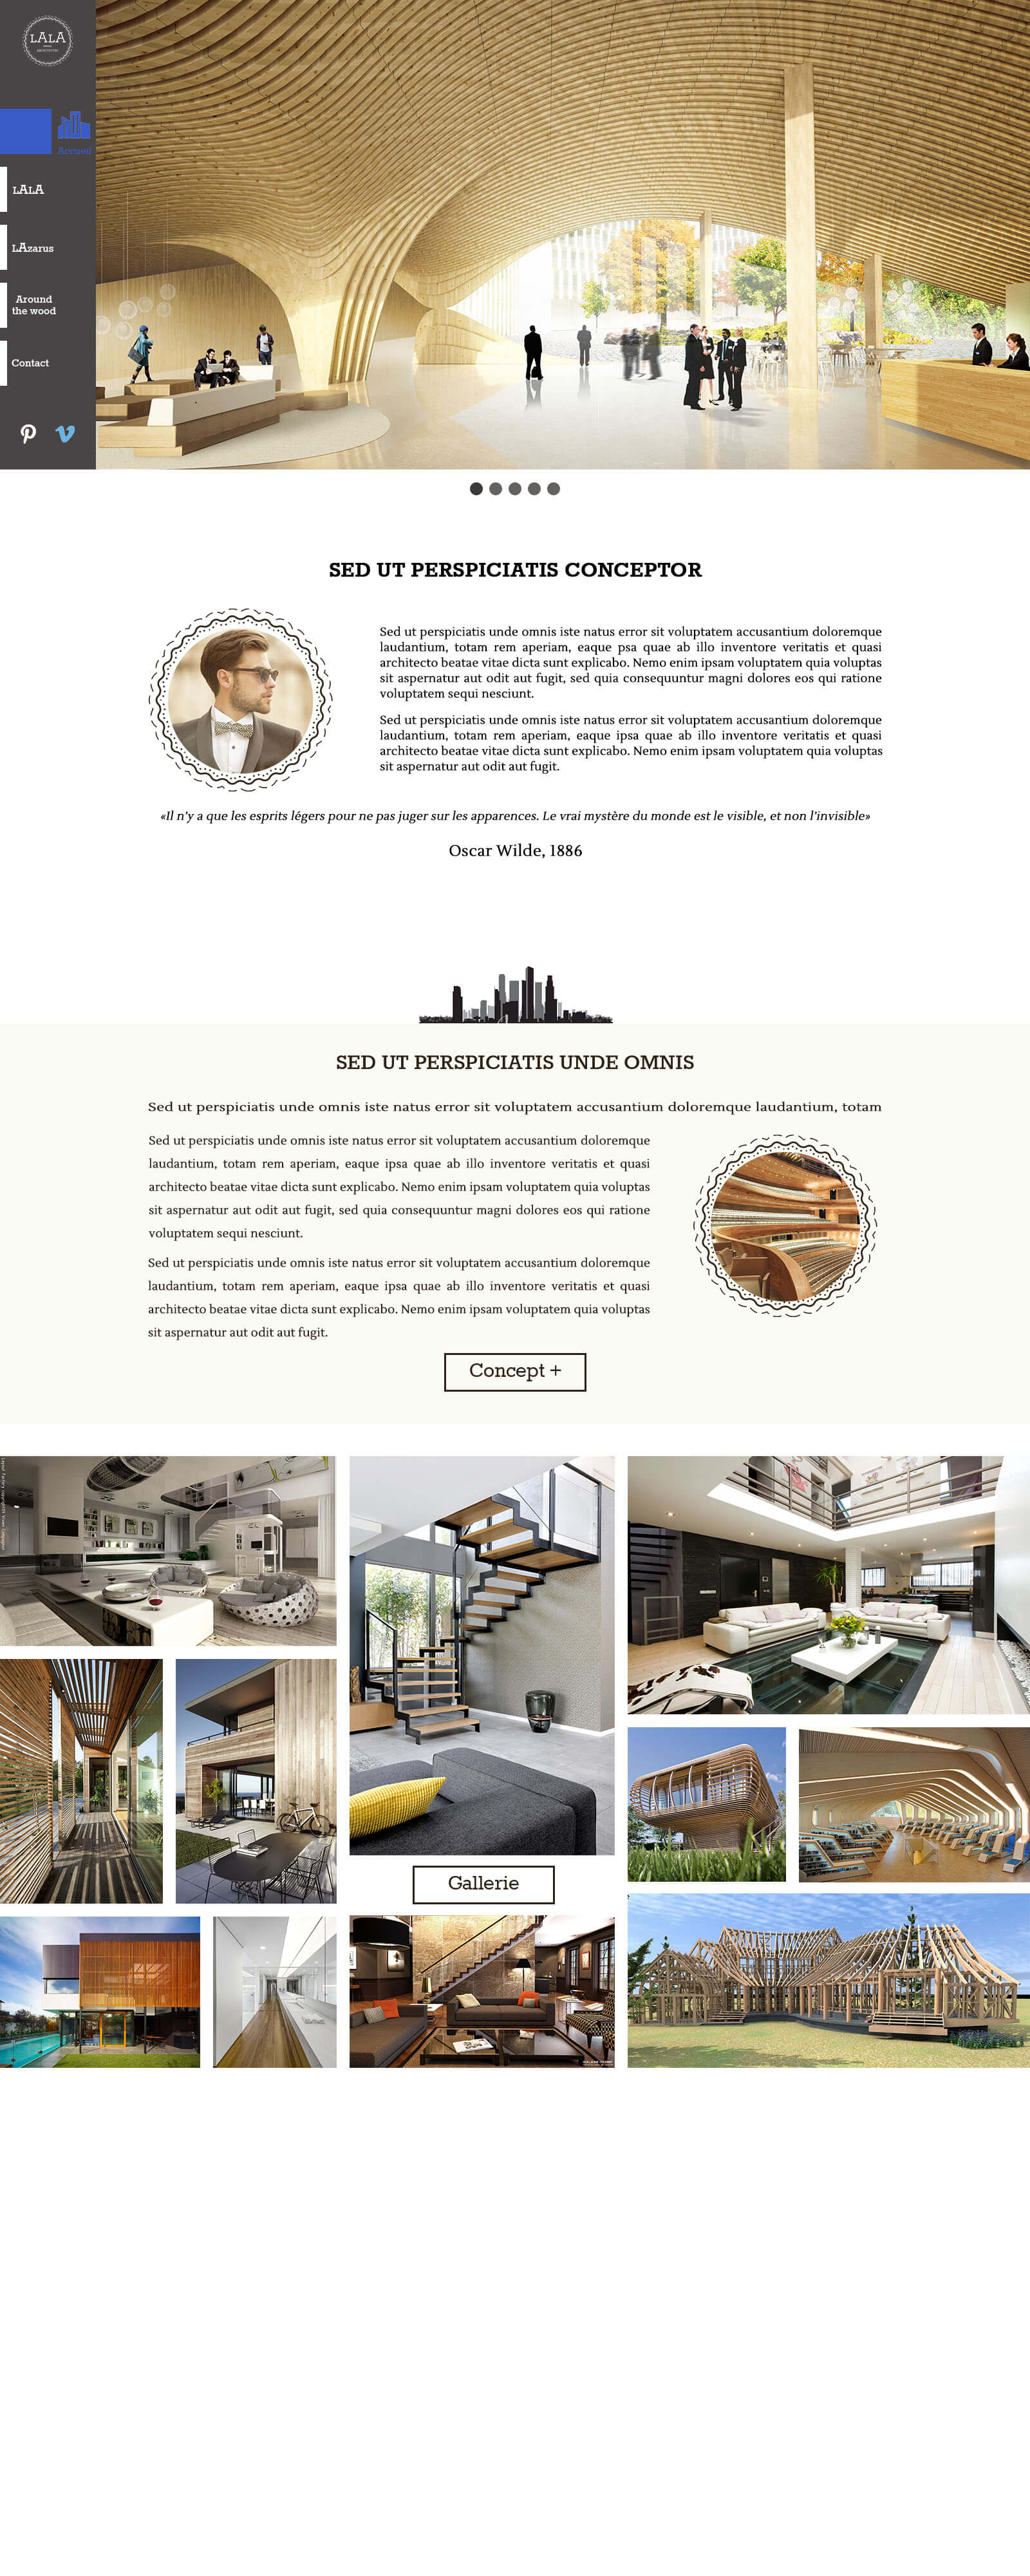 LALA
ARCHITECTES
Accueil
LALA
LAzarus
Around
the wood
Contact
SED UT PERSPICIATIS CONCEPTOR
Sed ut perspiciatis unde omnis iste natus error sit voluptatem accusantium doloremque
laudantium, totam rem aperiam, eaque psa quae ab illo inventore veritatis et quasi
architecto beatae vitae dicta sunt explicabo. Nemo enim ipsam voluptatem quia voluptas
sit aspernatur aut odit aut fugit, sed quia consequuntur magni dolores eos qui ratione
voluptatem sequi nesciunt.
Sed ut perspiciatis unde omnis iste natus error sit voluptatem accusantium doloremque
laudantium, totam rem aperiam, eaque ipsa quae ab illo inventore veritatis et quasi
architecto beatae vitae dicta sunt explicabo. Nemo enim ipsam voluptatem quia voluptas
sit aspernatur aut odit aut fugit.
«Il n'y a que les esprits légers pour ne pas juger sur les apparences. Le vrai mystère du monde est le visible, et non l'invisible»
Oscar Wilde, 1886
SED UT PERSPICIATIS UNDE OMNIS
Sed ut perspiciatis unde omnis iste natus error sit voluptatem accusantium doloremque laudantium, totam
Sed ut perspiciatis unde omnis iste natus error sit voluptatem accusantium doloremque
laudantium, totam rem aperiam, eaque ipsa quae ab illo inventore veritatis et quasi
architecto beatae vitae dicta sunt explicabo. Nemo enim ipsam voluptatem quia voluptas
sit aspernatur aut odit aut fugit, sed quia consequuntur magni dolores eos qui ratione
voluptatem sequi nesciunt.
Sed ut perspiciatis unde omnis iste natus error sit voluptatem accusantium doloremque
laudantium, totam rem aperiam, eaque ipsa quae ab illo inventore veritatis et quasi
architecto beatae vitae dicta sunt explicabo. Nemo enim ipsam voluptatem quia voluptas
sit aspernatur aut odit aut fugit.
Concept +
Gallerie